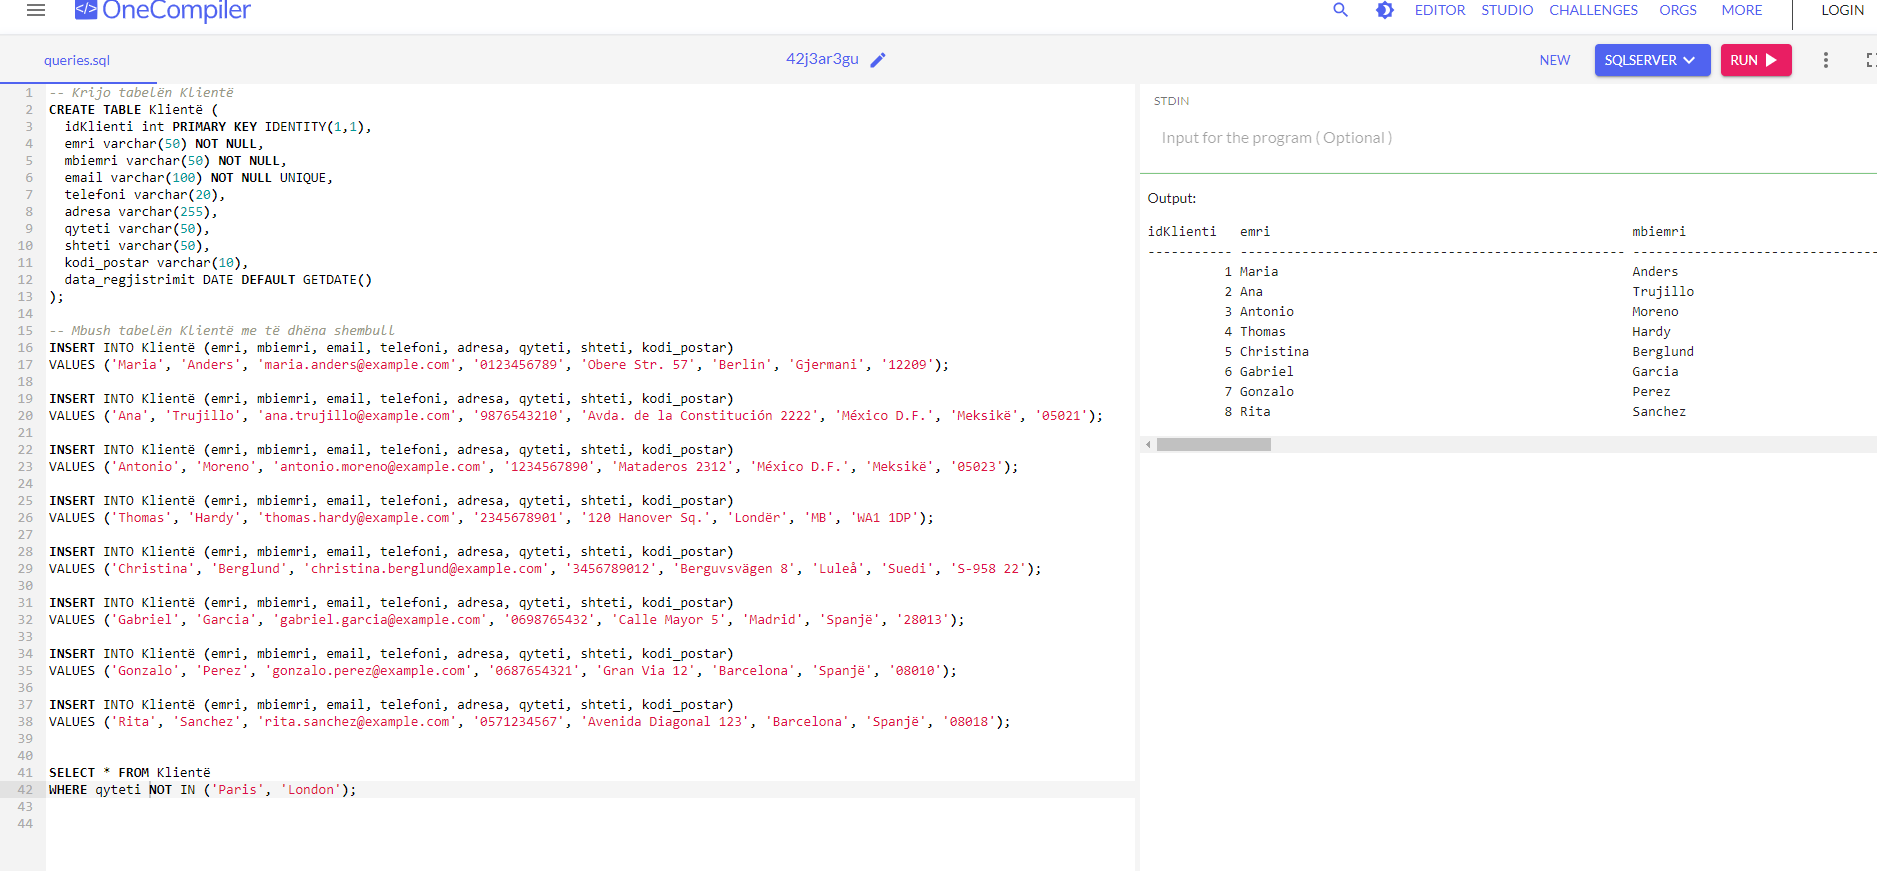 OneCompiler
EDITOR STUDIO CHALLENGES ORGS MORE LOGIN
queries.sql
42j3ar3gu
NEW SQLSERVER RUN
1 -- Krijo tabelën Klientë
2 CREATE TABLE Klientë (
3 idKlienti int PRIMARY KEY IDENTITY(1,1),
4 emri varchar(50) NOT NULL,
5 mbiemri varchar(50) NOT NULL,
6 email varchar(100) NOT NULL UNIQUE,
7 telefoni varchar(20),
8 adresa varchar(255),
9 qyteti varchar(50),
10 shteti varchar(50),
11 kodi_postar varchar(10),
12 data_regjistrimit DATE DEFAULT GETDATE()
13 );
14
15 -- Mbush tabelën Klientë me të dhëna shembull
16 INSERT INTO Klientë (emri, mbiemri, email, telefoni, adresa, qyteti, shteti, kodi_postar)
17 VALUES ('Maria', 'Anders', 'maria.anders@example.com', '0123456789', 'Obere Str. 57', 'Berlin', 'Gjermani', '12209');
18
19 INSERT INTO Klientë (emri, mbiemri, email, telefoni, adresa, qyteti, shteti, kodi_postar)
20 VALUES ('Ana', 'Trujillo', 'ana.trujillo@example.com', '9876543210', 'Avda. de la Constitución 2222', 'México D.F.', 'Meksikë', '05021');
21
22 INSERT INTO Klientë (emri, mbiemri, email, telefoni, adresa, qyteti, shteti, kodi_postar)
23 VALUES ('Antonio', 'Moreno', 'antonio.moreno@example.com', '1234567890', 'Mataderos 2312', 'México D.F.', 'Meksikë', '05023');
24
25 INSERT INTO Klientë (emri, mbiemri, email, telefoni, adresa, qyteti, shteti, kodi_postar)
26 VALUES ('Thomas', 'Hardy', 'thomas.hardy@example.com', '2345678901', '120 Hanover Sq.', 'Londër', 'MB', 'WA1 1DP');
27
28 INSERT INTO Klientë (emri, mbiemri, email, telefoni, adresa, qyteti, shteti, kodi_postar)
29 VALUES ('Christina', 'Berglund', 'christina.berglund@example.com', '3456789012', 'Berguvsvägen 8', 'Luleå', 'Suedi', 'S-958 22');
30
31 INSERT INTO Klientë (emri, mbiemri, email, telefoni, adresa, qyteti, shteti, kodi_postar)
32 VALUES ('Gabriel', 'Garcia', 'gabriel.garcia@example.com', '0698765432', 'Calle Mayor 5', 'Madrid', 'Spanjë', '28013');
33
34 INSERT INTO Klientë (emri, mbiemri, email, telefoni, adresa, qyteti, shteti, kodi_postar)
35 VALUES ('Gonzalo', 'Perez', 'gonzalo.perez@example.com', '0687654321', 'Gran Via 12', 'Barcelona', 'Spanjë', '08010');
36
37 INSERT INTO Klientë (emri, mbiemri, email, telefoni, adresa, qyteti, shteti, kodi_postar)
38 VALUES ('Rita', 'Sanchez', 'rita.sanchez@example.com', '0571234567', 'Avenida Diagonal 123', 'Barcelona', 'Spanjë', '08018');
39
40
41 SELECT * FROM Klientë
42 WHERE qyteti NOT IN ('Paris', 'London');
43
44
STDIN
Input for the program ( Optional )
Output:
idKlienti emri mbiemri
----------- -------------------------------------------------- --------------------------------
1 Maria Anders
2 Ana Trujillo
3 Antonio Moreno
4 Thomas Hardy
5 Christina Berglund
6 Gabriel Garcia
7 Gonzalo Perez
8 Rita Sanchez